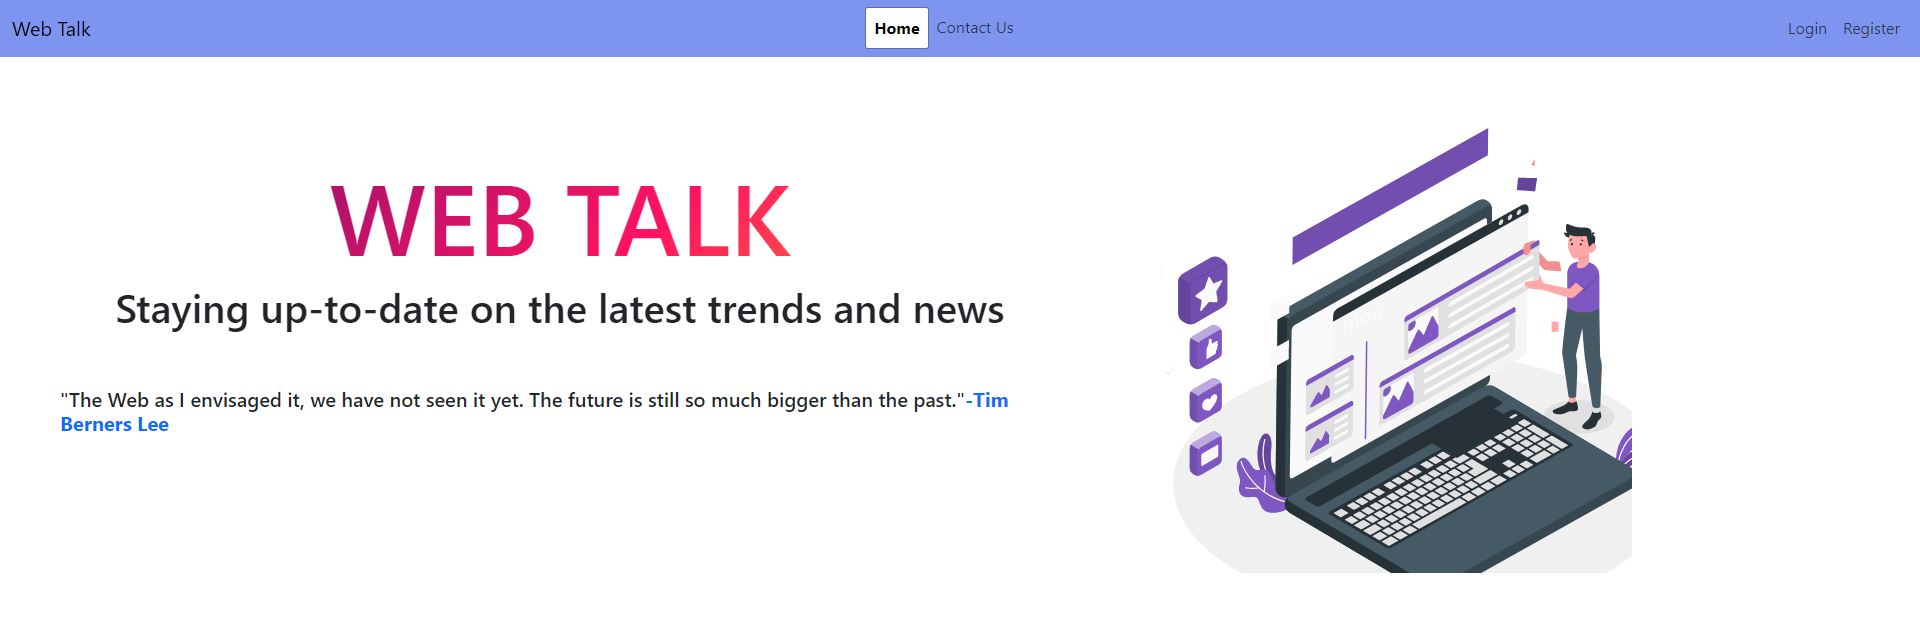 Web Talk
Home
Contact Us
Login
Register
WEB TALK
Staying up-to-date on the latest trends and news
"The Web as I envisaged it, we have not seen it yet. The future is still so much bigger than the past."-Tim
Berners Lee
blog